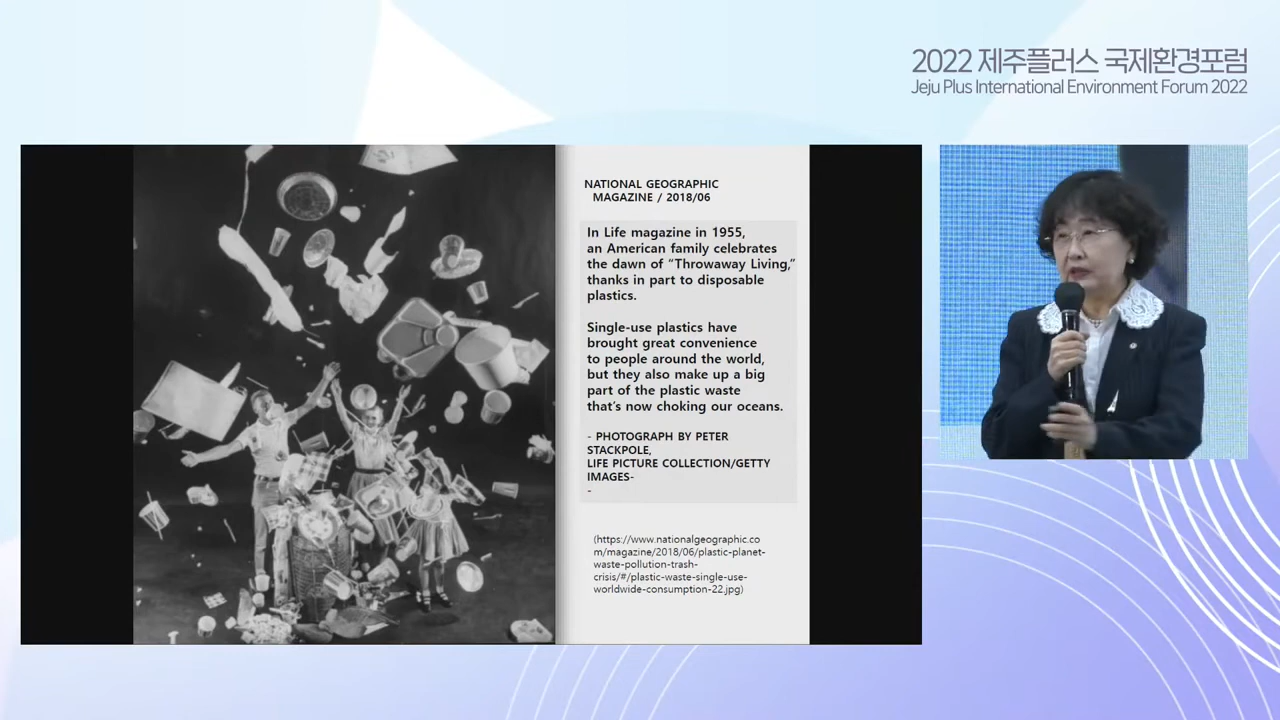 2022 제주플러스 국제환경포럼
Jeju Plus International Environment Forum 2022
NATIONAL GEOGRAPHIC
MAGAZINE / 2018/06
In Life magazine in 1955,
an American family celebrates
the dawn of “Throwaway Living,”
thanks in part to disposable
plastics.
Single-use plastics have
brought great convenience
to people around the world,
but they also make up a big
part of the plastic waste
that’s now choking our oceans.
- PHOTOGRAPH BY PETER
STACKPOLE,
LIFE PICTURE COLLECTION/GETTY
IMAGES-
-
(https://www.nationalgeographic.co
m/magazine/2018/06/plastic-planet-
waste-pollution-trash-
crisis/#/plastic-waste-single-use-
worldwide-consumption-22.jpg)